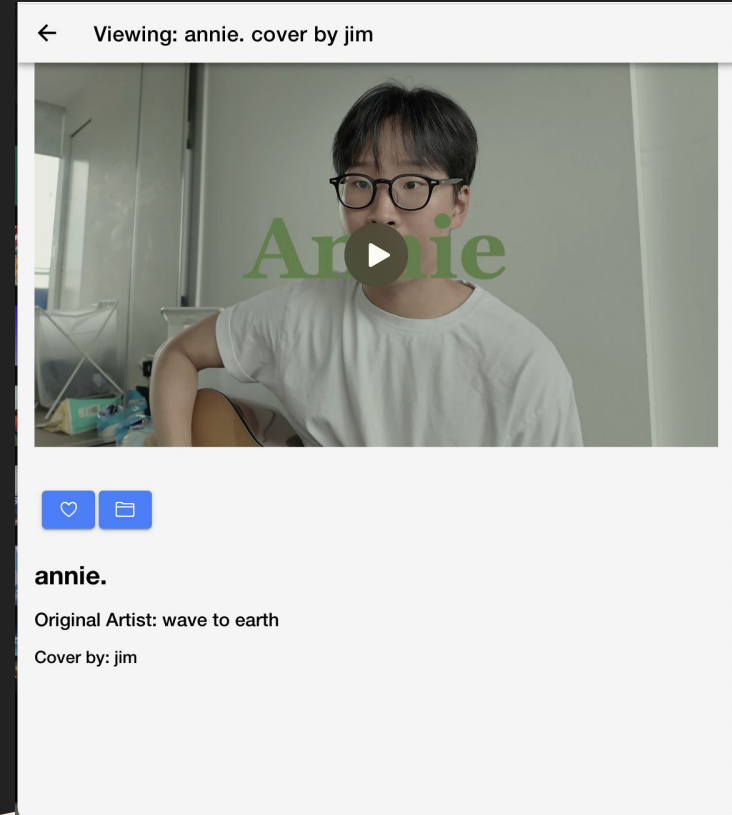 Viewing: annie. cover by jim
Annie
annie.
Original Artist: wave to earth
Cover by: jim